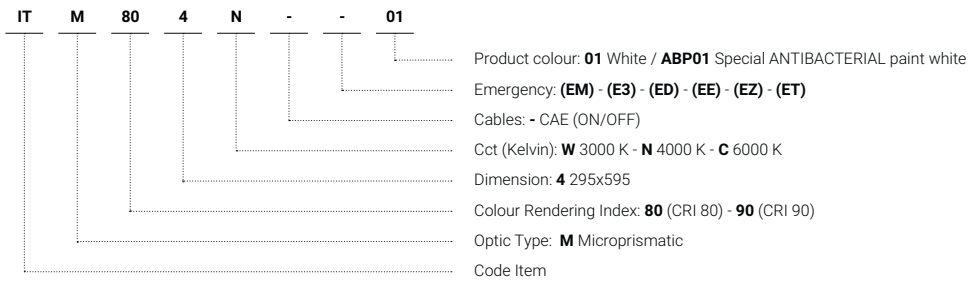 IT M 80 4 N - - 01
Product colour: 01 White / ABP01 Special ANTIBACTERIAL paint white
Emergency: (EM) - (E3) - (ED) - (EE) - (EZ) - (ET)
Cables: - CAE (ON/OFF)
Cct (Kelvin): W 3000 K - N 4000 K - C 6000 K
Dimension: 4 295x595
Colour Rendering Index: 80 (CRI 80) - 90 (CRI 90)
Optic Type: M Microprismatic
Code Item